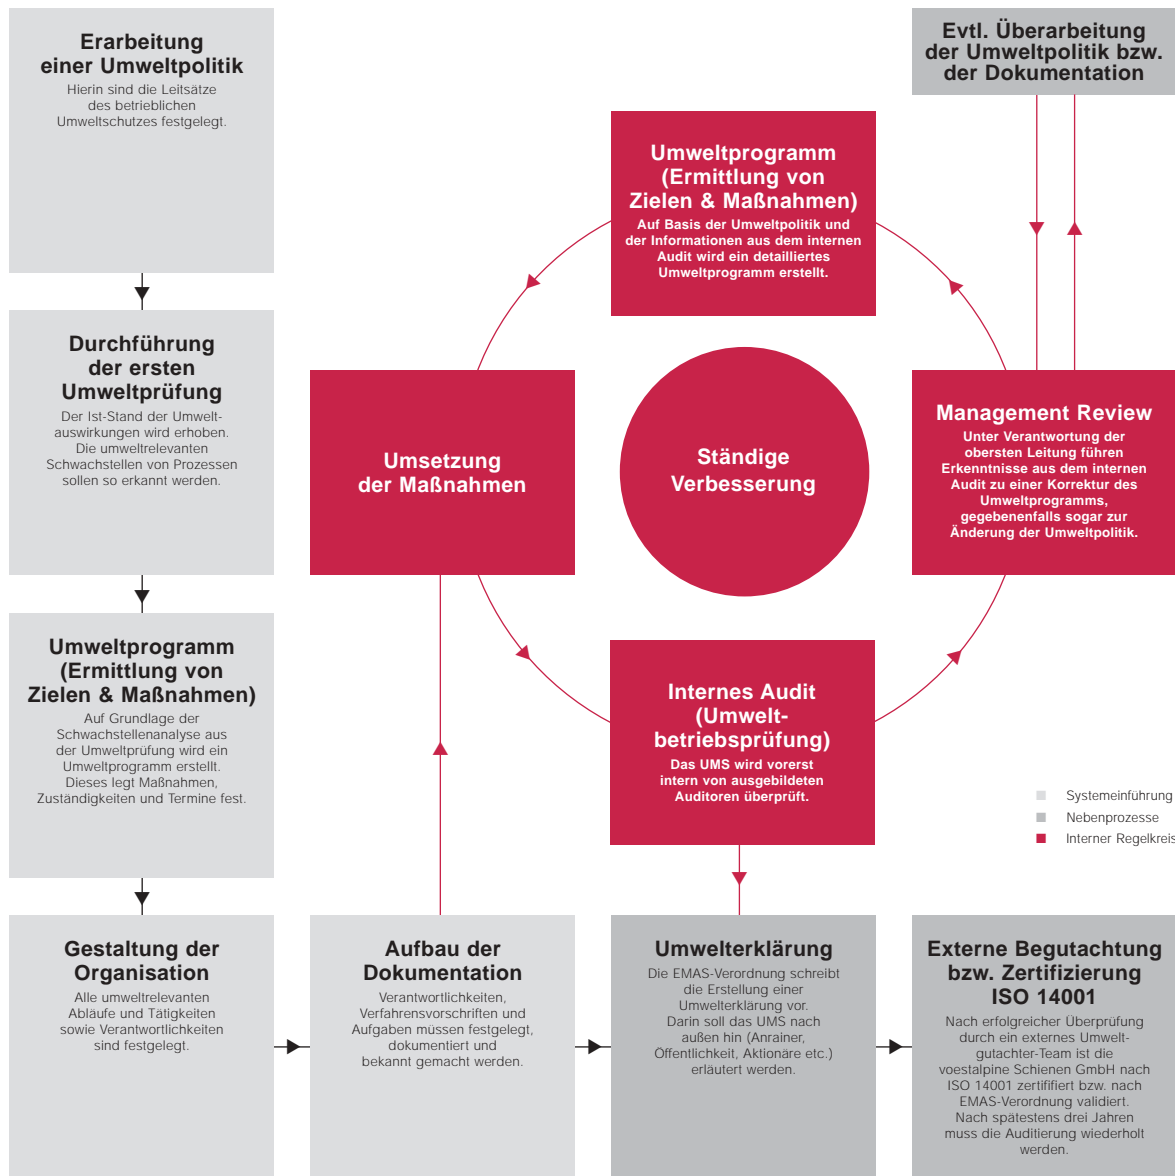 Erarbeitung
einer Umweltpolitik
Hierin sind die Leitsätze
des betrieblichen
Umweltschutzes festgelegt.
Durchführung
der ersten
Umweltprüfung
Der Ist-Stand der Umwelt-
auswirkungen wird erhoben.
Die umweltrelevanten
Schwachstellen von Prozessen
sollen so erkannt werden.
Umweltprogramm
(Ermittlung von
Zielen & Maßnahmen)
Auf Grundlage der
Schwachstellenanalyse aus
der Umweltprüfung wird ein
Umweltprogramm erstellt.
Dieses legt Maßnahmen,
Zuständigkeiten und Termine fest.
Gestaltung der
Organisation
Alle umweltrelevanten
Abläufe und Tätigkeiten
sowie Verantwortlichkeiten
sind festgelegt.
Aufbau der
Dokumentation
Verantwortlichkeiten,
Verfahrensvorschriften und
Aufgaben müssen festgelegt,
dokumentiert und
bekannt gemacht werden.
Umsetzung
der Maßnahmen
Umweltprogramm
(Ermittlung von
Zielen & Maßnahmen)
Auf Basis der Umweltpolitik und
der Informationen aus dem internen
Audit wird ein detailliertes
Umweltprogramm erstellt.
Ständige
Verbesserung
Internes Audit
(Umwelt-
betriebsprüfung)
Das UMS wird vorerst
intern von ausgebildeten
Auditoren überprüft.
Evtl. Überarbeitung
der Umweltpolitik bzw.
der Dokumentation
Management Review
Unter Verantwortung der
obersten Leitung führen
Erkenntnisse aus dem internen
Audit zu einer Korrektur des
Umweltprogramms,
gegebenenfalls sogar zur
Änderung der Umweltpolitik.
Systemeinführung
Nebenprozesse
Interner Regelkreis
Umwelterklärung
Die EMAS-Verordnung schreibt
die Erstellung einer
Umwelterklärung vor.
Darin soll das UMS nach
außen hin (Anrainer,
Öffentlichkeit, Aktionäre etc.)
erläutert werden.
Externe Begutachtung
bzw. Zertifizierung
ISO 14001
Nach erfolgreicher Überprüfung
durch ein externes Umwelt-
gutachter-Team ist die
voestalpine Schienen GmbH nach
ISO 14001 zertififiert bzw. nach
EMAS-Verordnung validiert.
Nach spätestens drei Jahren
muss die Auditierung wiederholt
werden.